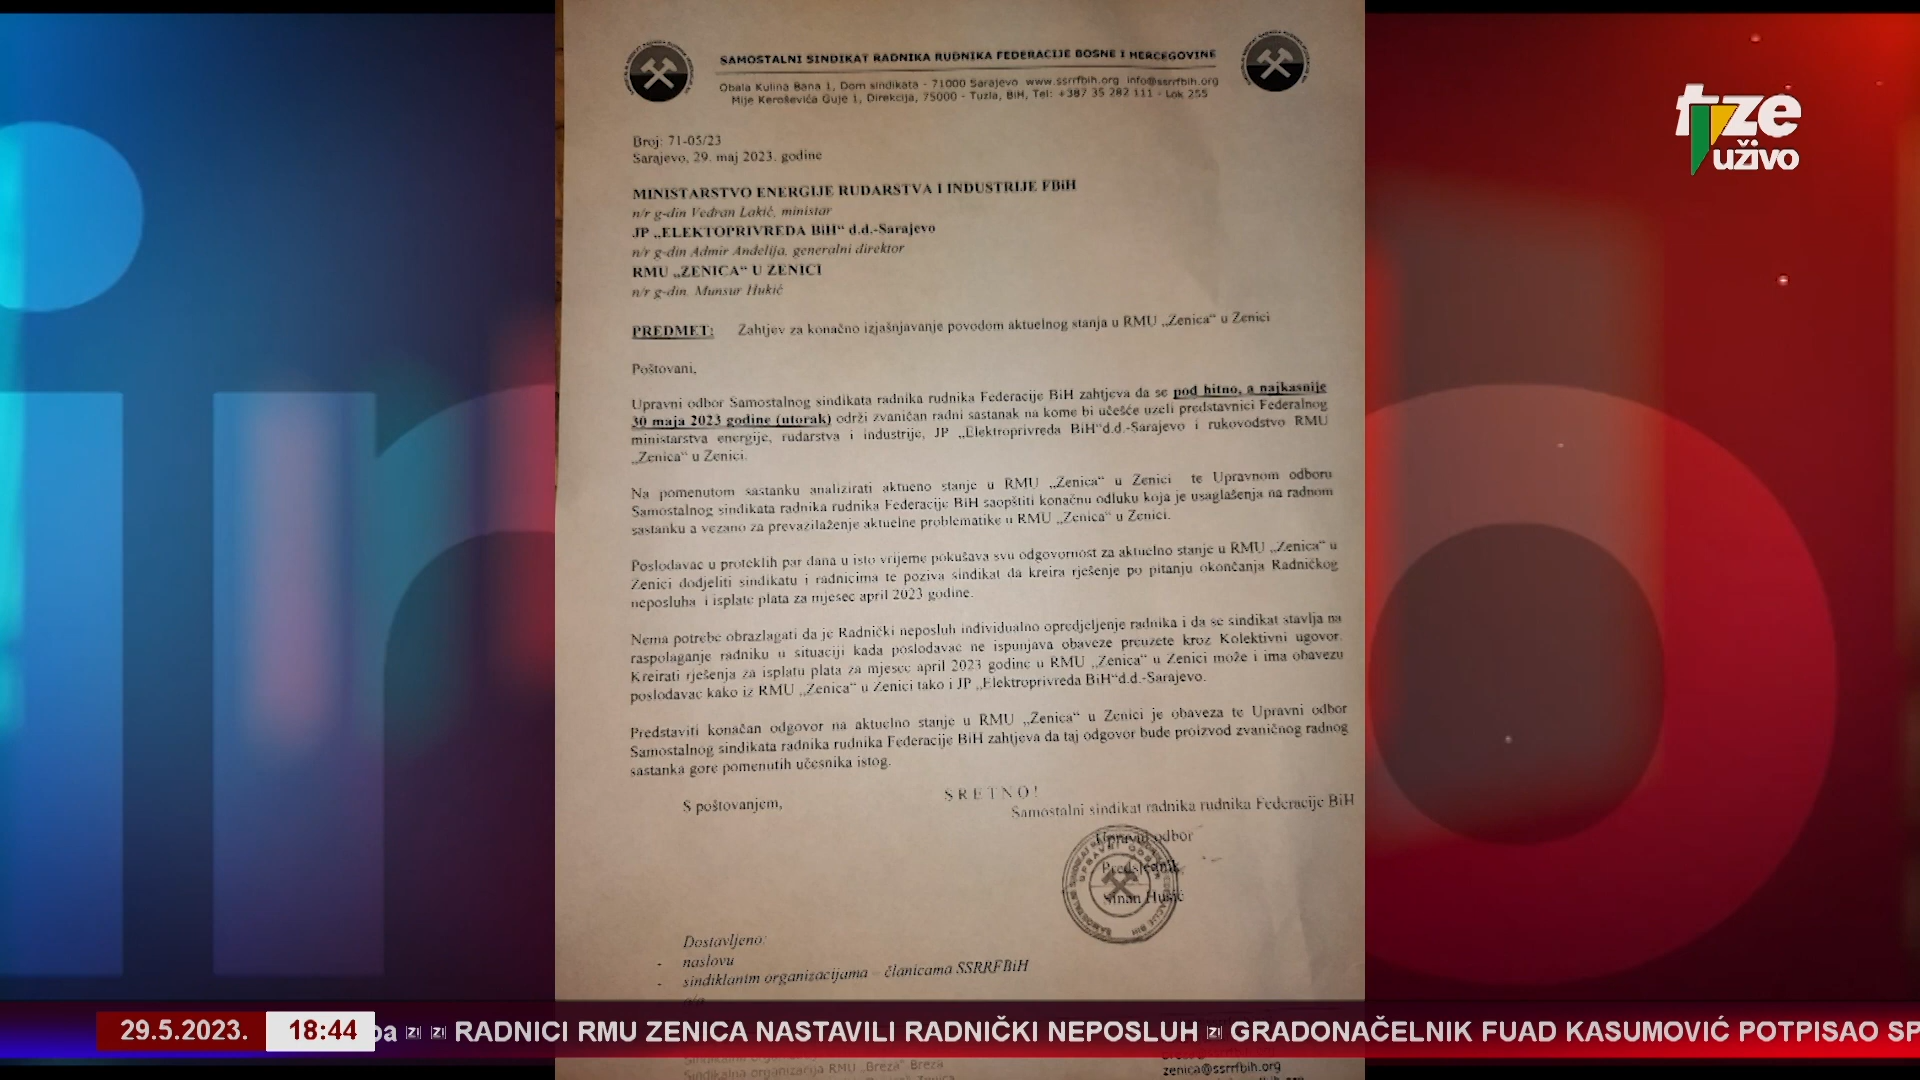 SAMOSTALNI SINDIKAT RADNIKA RUDNIKA FEDERACIJE BOSNE I HERCEGOVINE
Obala Kulina Bana 1, Dom sindikata - 71000 Sarajevo www.ssrrfbih.org info@ssrrfbih.org
Mije Keroševića Guje 1, Direkcija, 75000 - Tuzla, BiH, Tel: +387 35 282 111 - Lok 255
tvze
uživo
Broj: 71-05/23
Sarajevo, 29. maj 2023. godine
MINISTARSTVO ENERGIJE RUDARSTVA I INDUSTRIJE FBiH
n/r g-din Vedran Lakić, ministar
JP „ELEKTOPRIVREDA BiH“ d.d.-Sarajevo
n/r g-din Admir Anđelija, generalni direktor
RMU „ZENICA“ U ZENICI
n/r g-din. Munsur Hukić
PREDMET: Zahtjev za konačno izjašnjavanje povodom aktuelnog stanja u RMU „Zenica“ u Zenici
Poštovani,
Upravni odbor Samostalnog sindikata radnika rudnika Federacije BiH zahtjeva da se pod hitno, a najkasnije
30 maja 2023 godine (utorak) održi zvaničan radni sastanak na kome bi učešće uzeli predstavnici Federalnog
ministarstva energije, rudarstva i industrije, JP „Elektroprivreda BiH“d.d.-Sarajevo i rukovodstvo RMU
„Zenica“ u Zenici.
Na pomenutom sastanku analizirati aktueno stanje u RMU „Zenica“ u Zenici te Upravnom odboru
Samostalnog sindikata radnika rudnika Federacije BiH saopštiti konačnu odluku koja je usaglašenja na radnom
sastanku a vezano za prevazilaženje aktuelne problematike u RMU „Zenica“ u Zenici.
Poslodavac u proteklih par dana u isto vrijeme pokušava svu odgovornost za aktuelno stanje u RMU „Zenica“ u
Zenici dodjeliti sindikatu i radnicima te poziva sindikat da kreira rješenje po pitanju okončanja Radničkog
neposluha i isplate plata za mjesec april 2023 godine.
Nema potrebe obrazlagati da je Radnički neposluh individualno opredjeljenje radnika i da se sindikat stavlja na
raspolaganje radniku u situaciji kada poslodavac ne ispunjava obaveze preuzete kroz Kolektivni ugovor.
Kreirati rješenja za isplatu plata za mjesec april 2023 godine u RMU „Zenica“ u Zenici može i ima obavezu
poslodavac kako iz RMU „Zenica“ u Zenici tako i JP „Elektroprivreda BiH“d.d.-Sarajevo.
Predstaviti konačan odgovor na aktuelno stanje u RMU „Zenica“ u Zenici je obaveza te Upravni odbor
Samostalnog sindikata radnika rudnika Federacije BiH zahtjeva da taj odgovor bude proizvod zvaničnog radnog
sastanka gore pomenutih učesnika istog.
S poštovanjem,
SRETNO!
Samostalni sindikat radnika rudnika Federacije BiH
Upravni odbor
Predsjednik
Sinan Husić
Dostavljeno:
- naslovu
- sindiklantm organizacijama – članicama SSRRFBiH
a/a
29.5.2023. 18:44 ba RADNICI RMU ZENICA NASTAVILI RADNIČKI NEPOSLUH GRADONAČELNIK FUAD KASUMOVIĆ POTPISAO SP
Sindikalna organizacija RMU „Breza“ Breza
zenica@ssrrfbih.org